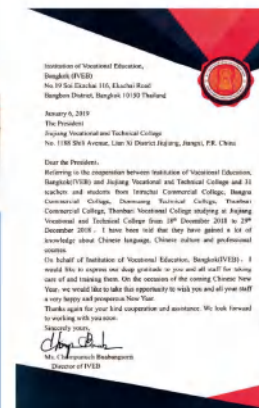 Institution of Vocational Education,
Bangkok (IVEB)
No.19 Soi Ekachai 116, Ekachai Road
Bangbon District, Bangkok 10150 Thailand
January 6, 2019
The President
Jiujiang Vocational and Technical College
No. 1188 Shili Avenue, Lian Xi District Jiujiang, Jiangxi, P.R. China
Dear the President,
Referring to the cooperation between Institution of Vocational Education,
Bangkok(IVEB) and Jiujiang Vocational and Technical College and 31
teachers and students from Intrachai Commercial College, Bangna
Commercial College, Donmuang Technical College, Thonburi
Commercial College, Thonburi Vocational College studying at Jiujiang
Vocational and Technical College from 18th December 2018 to 29th
December 2018 . I have been told that they have gained a lot of
knowledge about Chinese language, Chinese culture and professional
courses.
On behalf of Institution of Vocational Education, Bangkok(IVEB) , I
would like to express our deep gratitude to you and all staff for taking
care of and training them. On the occasion of the coming Chinese New
Year, we would like to take this opportunity to wish you and all your staff
a very happy and prosperous New Year.
Thanks again for your kind cooperation and assistance. We look forward
to working with you soon.
Sincerely yours,
Mr.
Director of IVEB